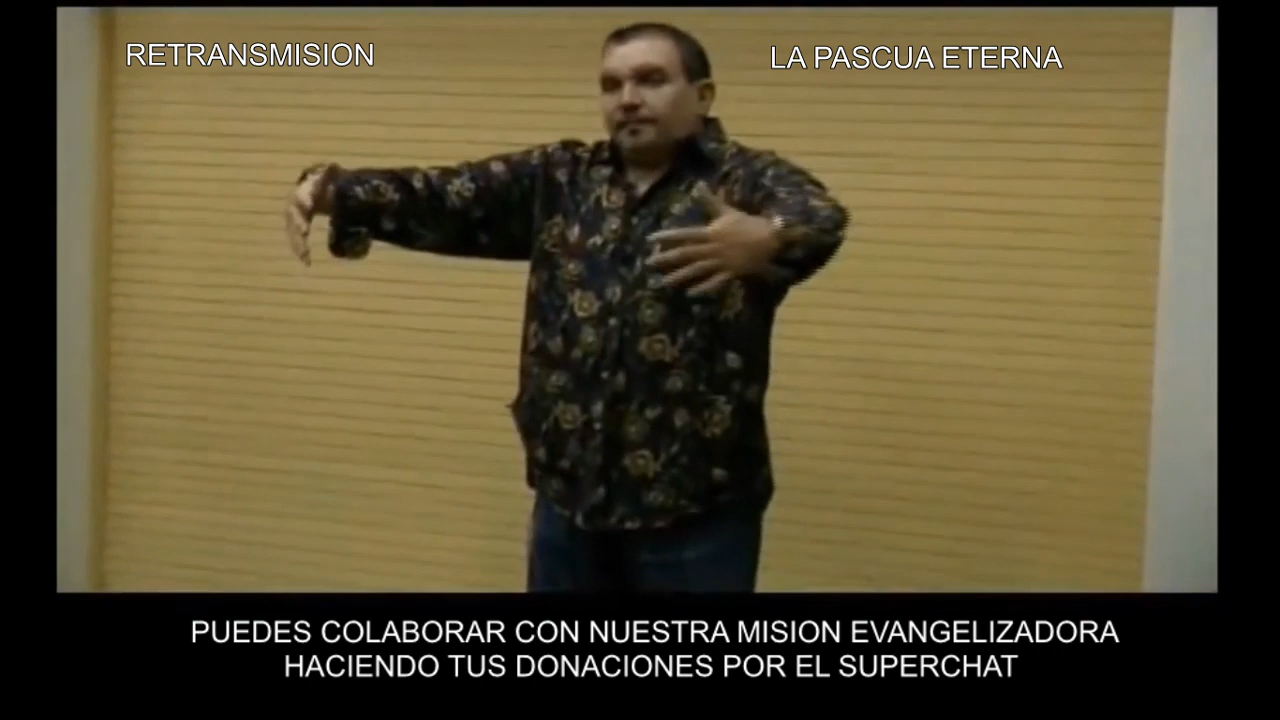 RETRANSMISION
LA PASCUA ETERNA
PUEDES COLABORAR CON NUESTRA MISION EVANGELIZADORA
HACIENDO TUS DONACIONES POR EL SUPERCHAT